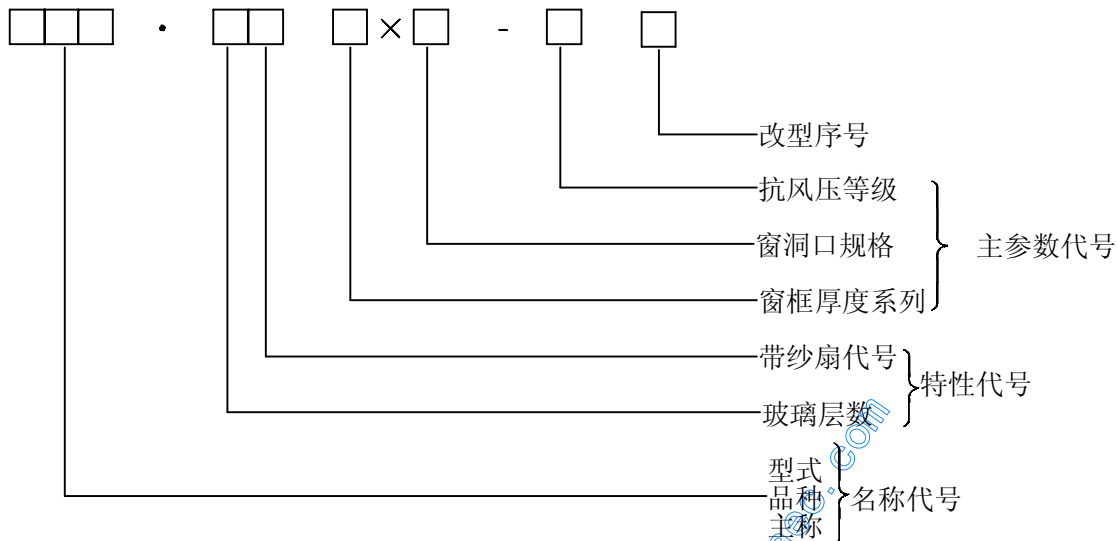 □□□ · □□ □×□ - □ □
改型序号
抗风压等级
窗洞口规格
主参数代号
窗框厚度系列
带纱扇代号
特性代号
玻璃层数
型式
品种
名称代号
主称
.com